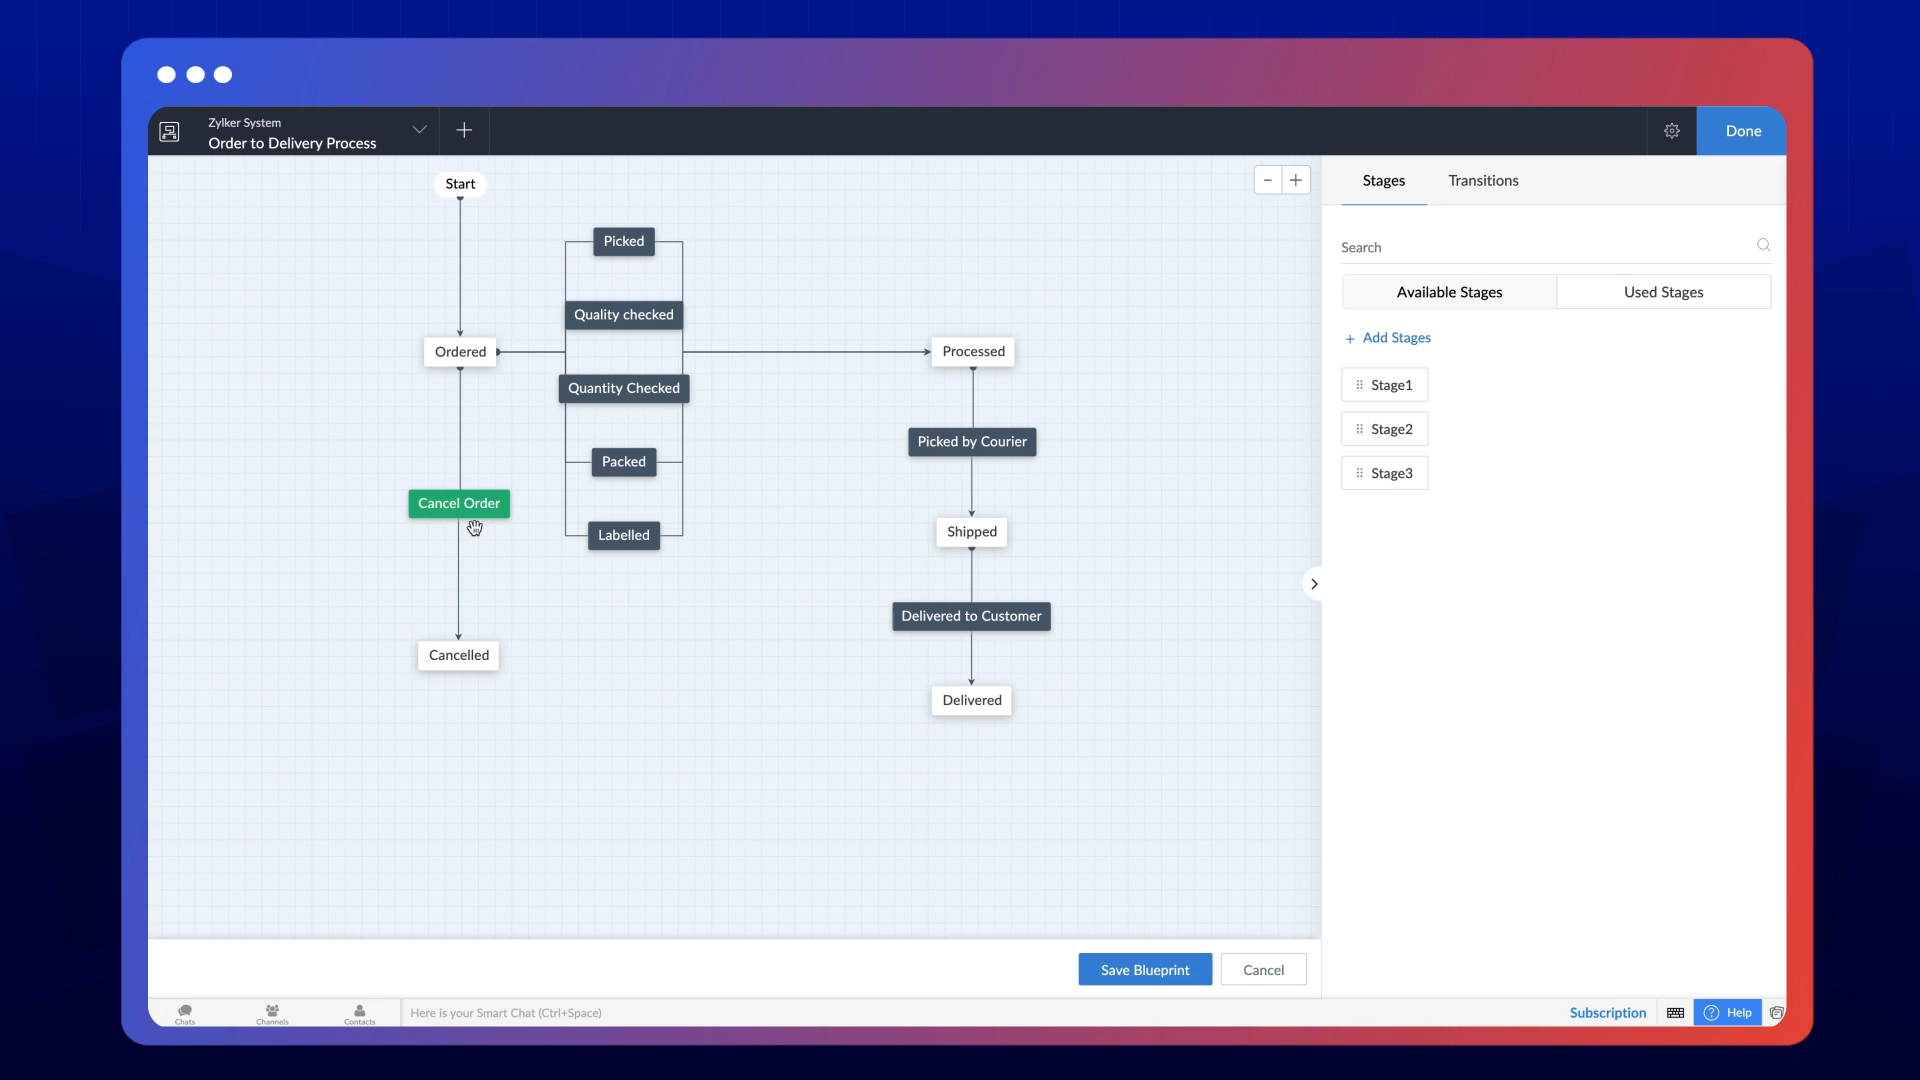 Zylker System
Order to Delivery Process
Done
Start
Picked
Quality checked
Ordered
Processed
Quantity Checked
Picked by Courier
Packed
Cancel Order
Labelled
Shipped
Delivered to Customer
Cancelled
Delivered
Stages
Transitions
Search
Available Stages
Used Stages
+ Add Stages
Stage1
Stage2
Stage3
Save Blueprint
Cancel
Chats
Channels
Contacts
Here is your Smart Chat (Ctrl+Space)
Subscription
Help